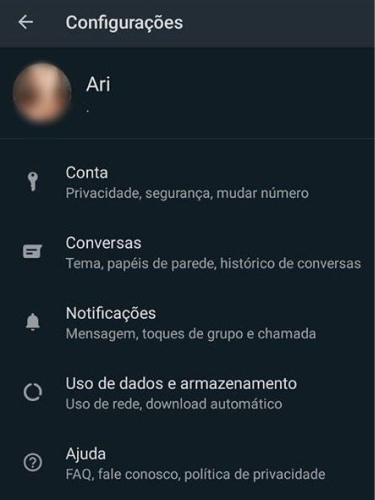 Configurações
Ari
.
Conta
Privacidade, segurança, mudar número
Conversas
Tema, papéis de parede, histórico de conversas
Notificações
Mensagem, toques de grupo e chamada
Uso de dados e armazenamento
Uso de rede, download automático
Ajuda
FAQ, fale conosco, política de privacidade